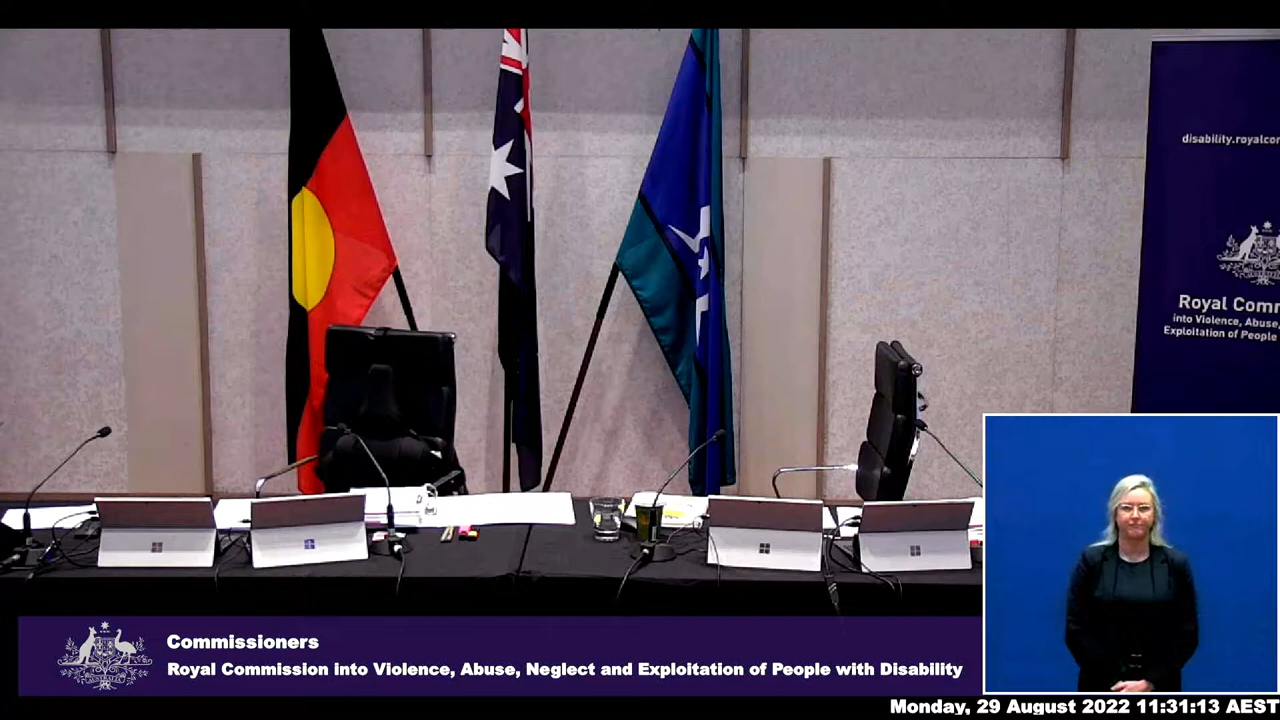 disability.royalcor
Royal Comm
into Violence, Abuse,
Exploitation of People
Commissioners
Royal Commission into Violence, Abuse, Neglect and Exploitation of People with Disability
Monday, 29 August 2022 11:31:13 AEST